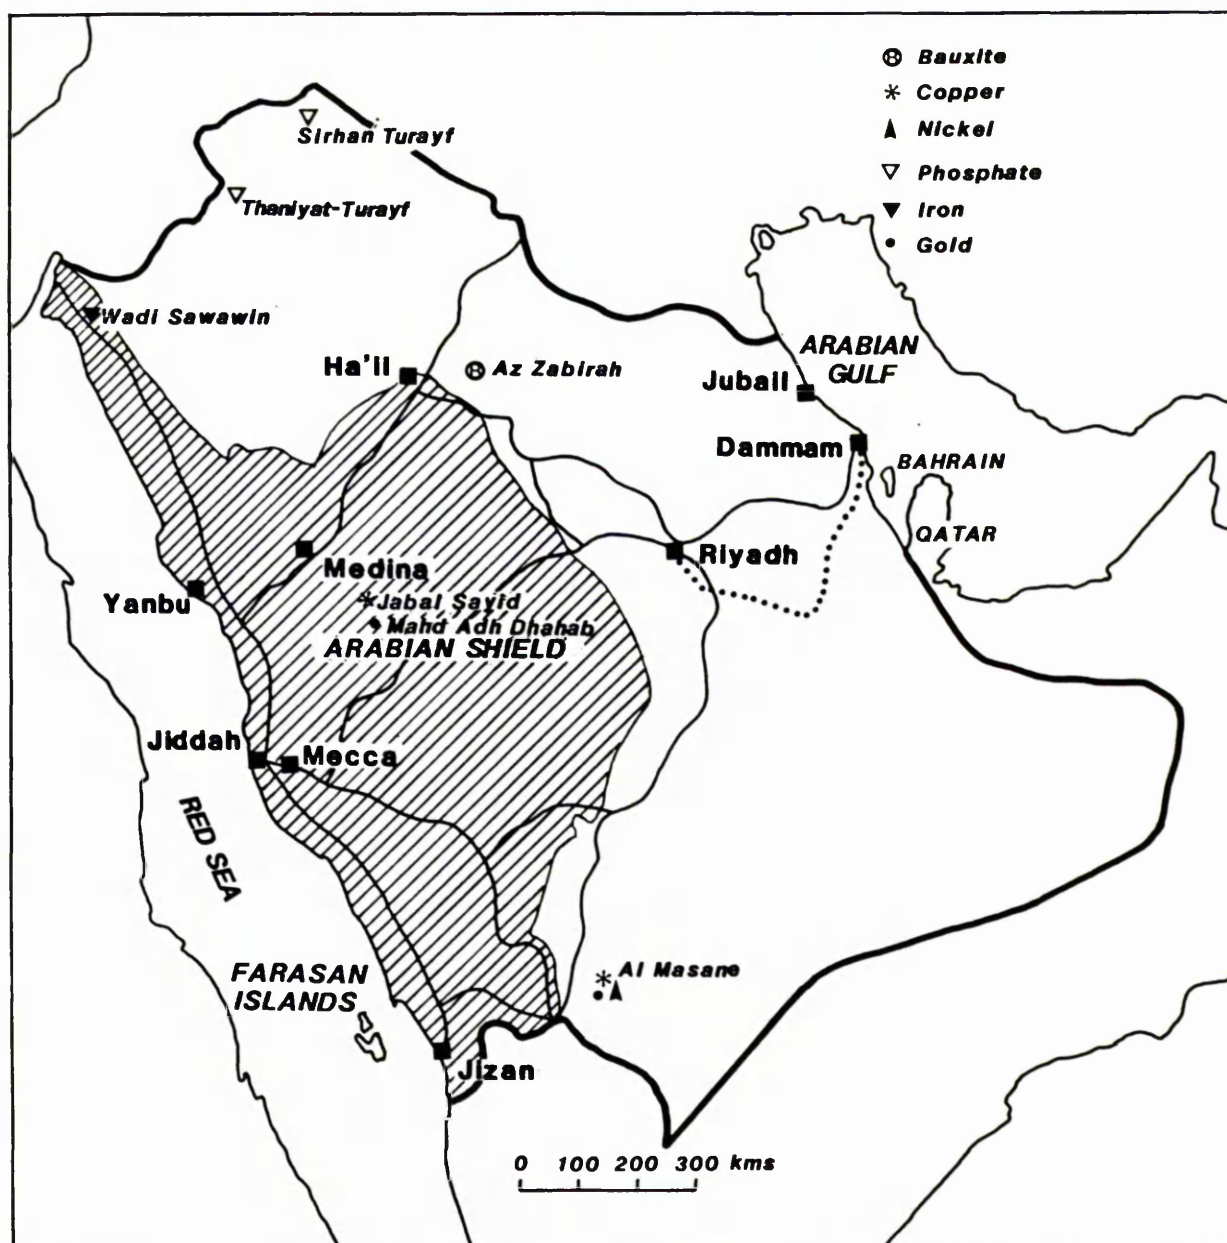 Bauxite
Copper
Nickel
Phosphate
Iron
Gold
Sirhan Turayf
Thaniyat-Turayf
Wadi Sawawin
Ha'il
Az Zabirah
ARABIAN
GULF
Jubail
Dammam
BAHRAIN
QATAR
Riyadh
Medina
Yanbu
Jabal Sayid
Mahd Adh Dhahab
ARABIAN SHIELD
Jiddah
Mecca
RED SEA
FARASAN
ISLANDS
Al Masane
Jizan
0 100 200 300 kms